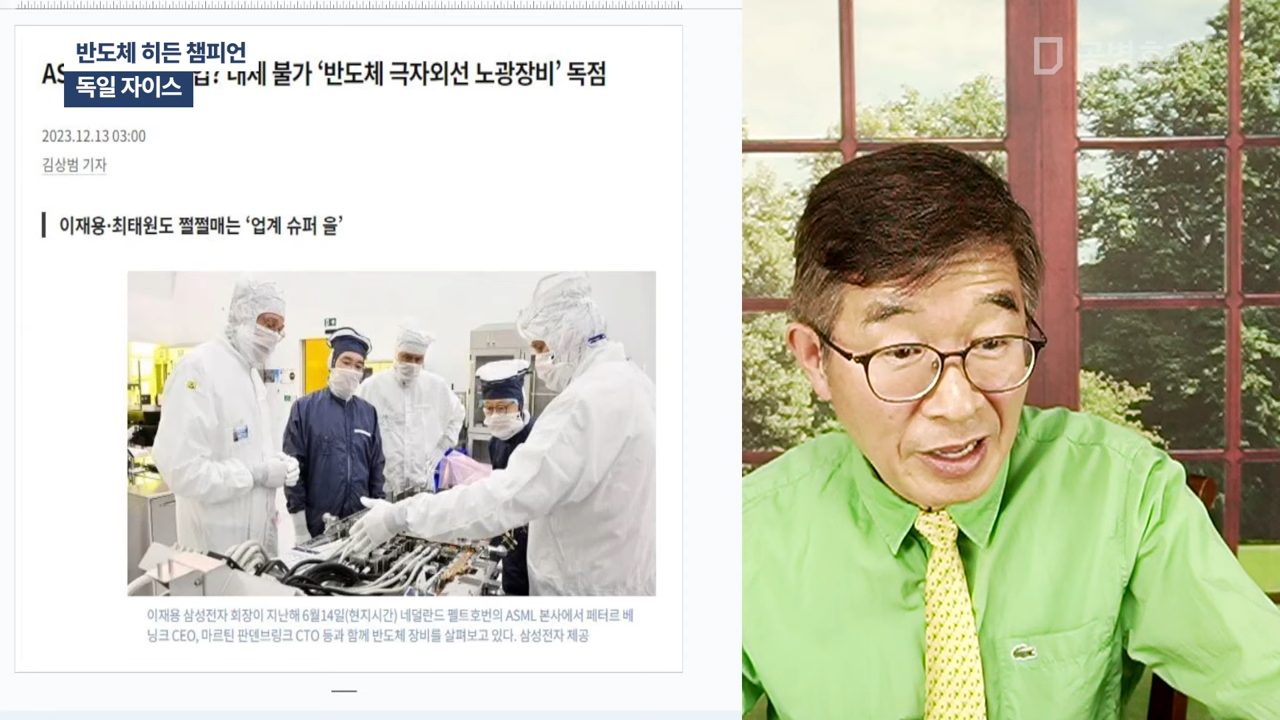 반도체 히든 챔피언
독일 자이스
AS 대체 불가 ‘반도체 극자외선 노광장비’ 독점
2023.12.13 03:00
김상범 기자
이재용·최태원도 쩔쩔매는 ‘업계 슈퍼 을’
이재용 삼성전자 회장이 지난해 6월14일(현지시간) 네덜란드 펠트호번의 ASML 본사에서 페터르 베
닝크 CEO, 마르틴 판덴브링크 CTO 등과 함께 반도체 장비를 살펴보고 있다. 삼성전자 제공